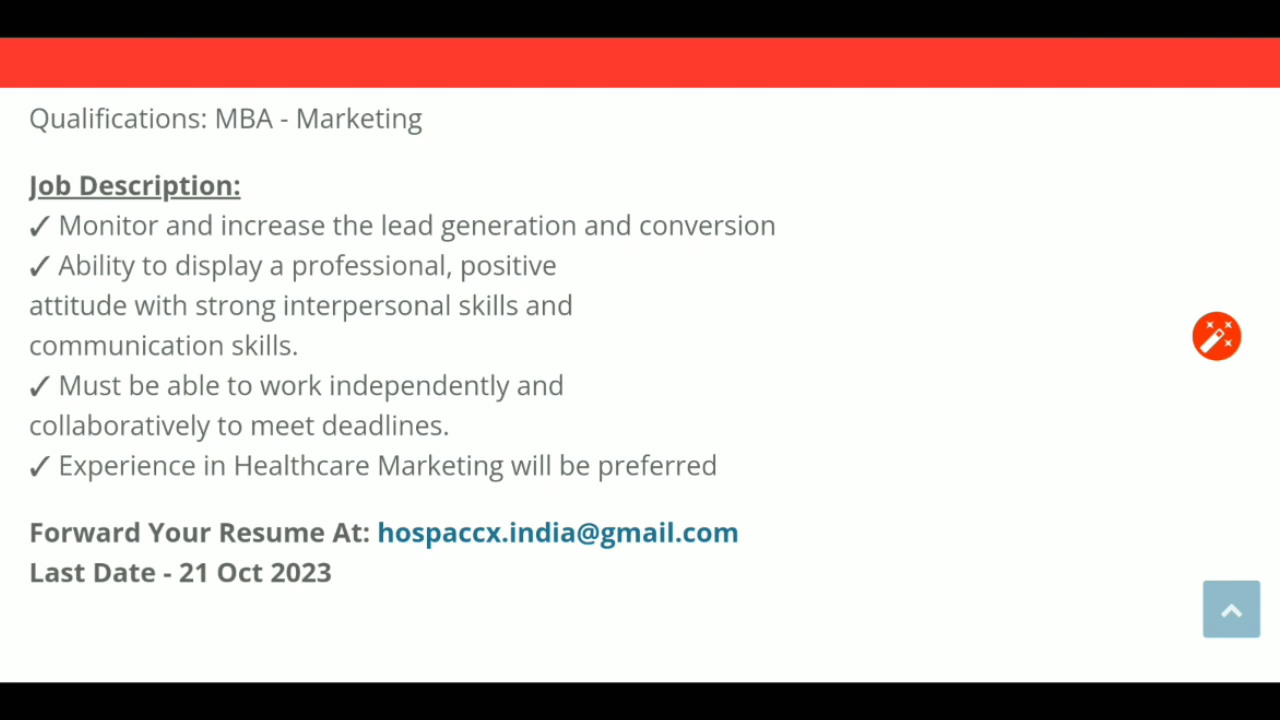 Qualifications: MBA - Marketing
Job Description:
✓ Monitor and increase the lead generation and conversion
✓ Ability to display a professional, positive
attitude with strong interpersonal skills and
communication skills.
✓ Must be able to work independently and
collaboratively to meet deadlines.
✓ Experience in Healthcare Marketing will be preferred
Forward Your Resume At: hospaccx.india@gmail.com
Last Date - 21 Oct 2023